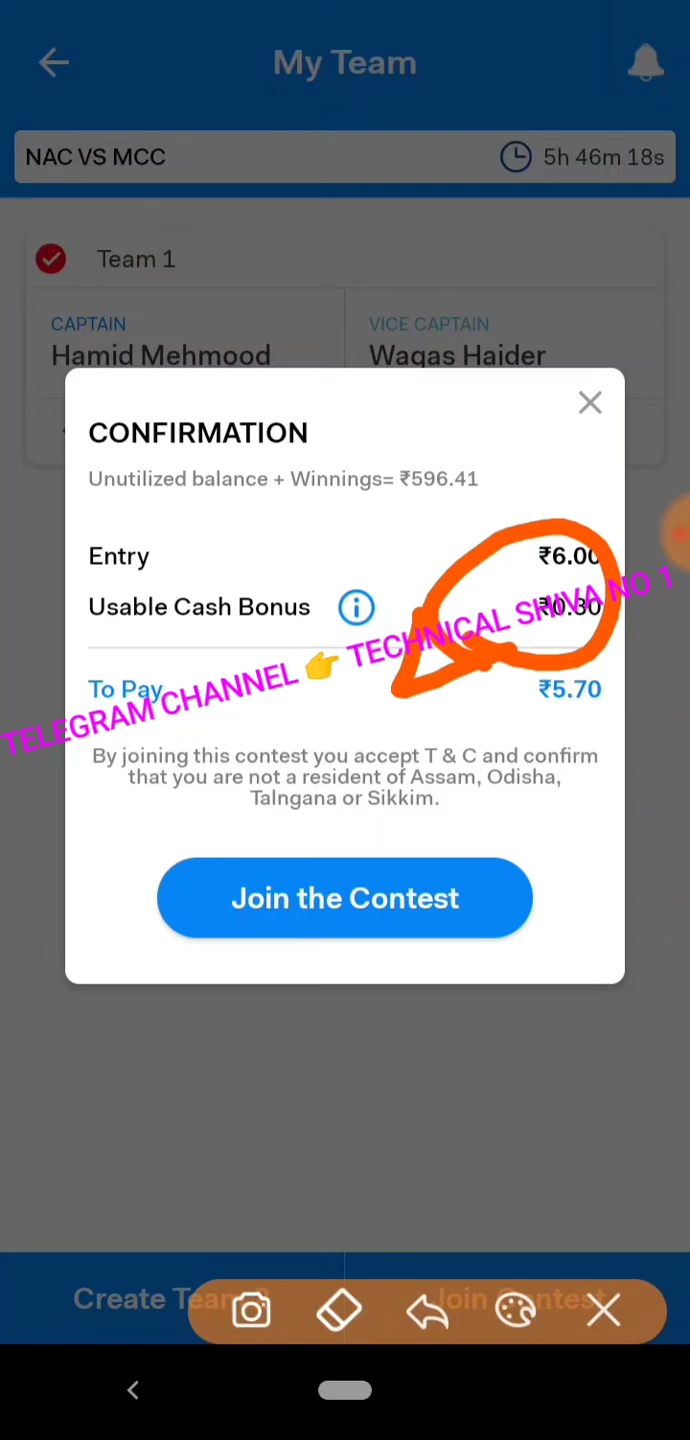 My Team
NAC VS MCC 5h 46m 18s
Team 1
CAPTAIN VICE CAPTAIN
Hamid Mehmood Waqas Haider
CONFIRMATION
Unutilized balance + Winnings= ₹596.41
Entry ₹6.00
Usable Cash Bonus ₹0.30
TELEGRAM CHANNEL 👉 TECHNICAL SHIVA NO 1
To Pay ₹5.70
By joining this contest you accept T & C and confirm
that you are not a resident of Assam, Odisha,
Talngana or Sikkim.
Join the Contest
Create Team Join Contest